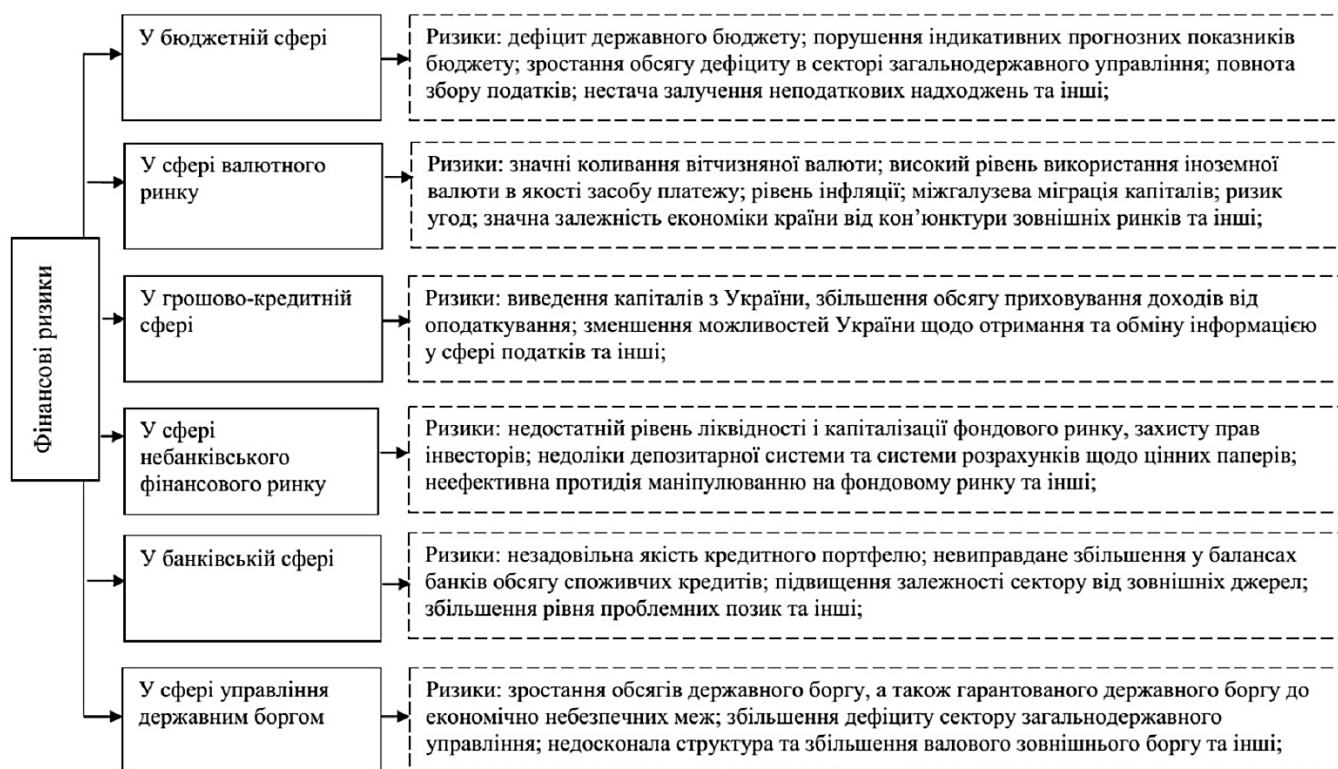 Фінансові ризики
У бюджетній сфері
Ризики: дефіцит державного бюджету; порушення індикативних прогнозних показників
бюджету; зростання обсягу дефіциту в секторі загальнодержавного управління; повнота
збору податків; нестача залучення неподаткових надходжень та інші;
У сфері валютного
ринку
Ризики: значні коливання вітчизняної валюти; високий рівень використання іноземної
валюти в якості засобу платежу; рівень інфляції; міжгалузева міграція капіталів; ризик
угод; значна залежність економіки країни від кон’юнктури зовнішніх ринків та інші;
У грошово-кредитній
сфері
Ризики: виведення капіталів з України, збільшення обсягу приховування доходів від
оподаткування; зменшення можливостей України щодо отримання та обміну інформацією
у сфері податків та інші;
У сфері
небанківського
фінансового ринку
Ризики: недостатній рівень ліквідності і капіталізації фондового ринку, захисту прав
інвесторів; недоліки депозитарної системи та системи розрахунків щодо цінних паперів;
неефективна протидія маніпулюванню на фондовому ринку та інші;
У банківській сфері
Ризики: незадовільна якість кредитного портфелю; невиправдане збільшення у балансах
банків обсягу споживчих кредитів; підвищення залежності сектору від зовнішніх джерел;
збільшення рівня проблемних позик та інші;
У сфері управління
державним боргом
Ризики: зростання обсягів державного боргу, а також гарантованого державного боргу до
економічно небезпечних меж; збільшення дефіциту сектору загальнодержавного
управління; недосконала структура та збільшення валового зовнішнього боргу та інші;